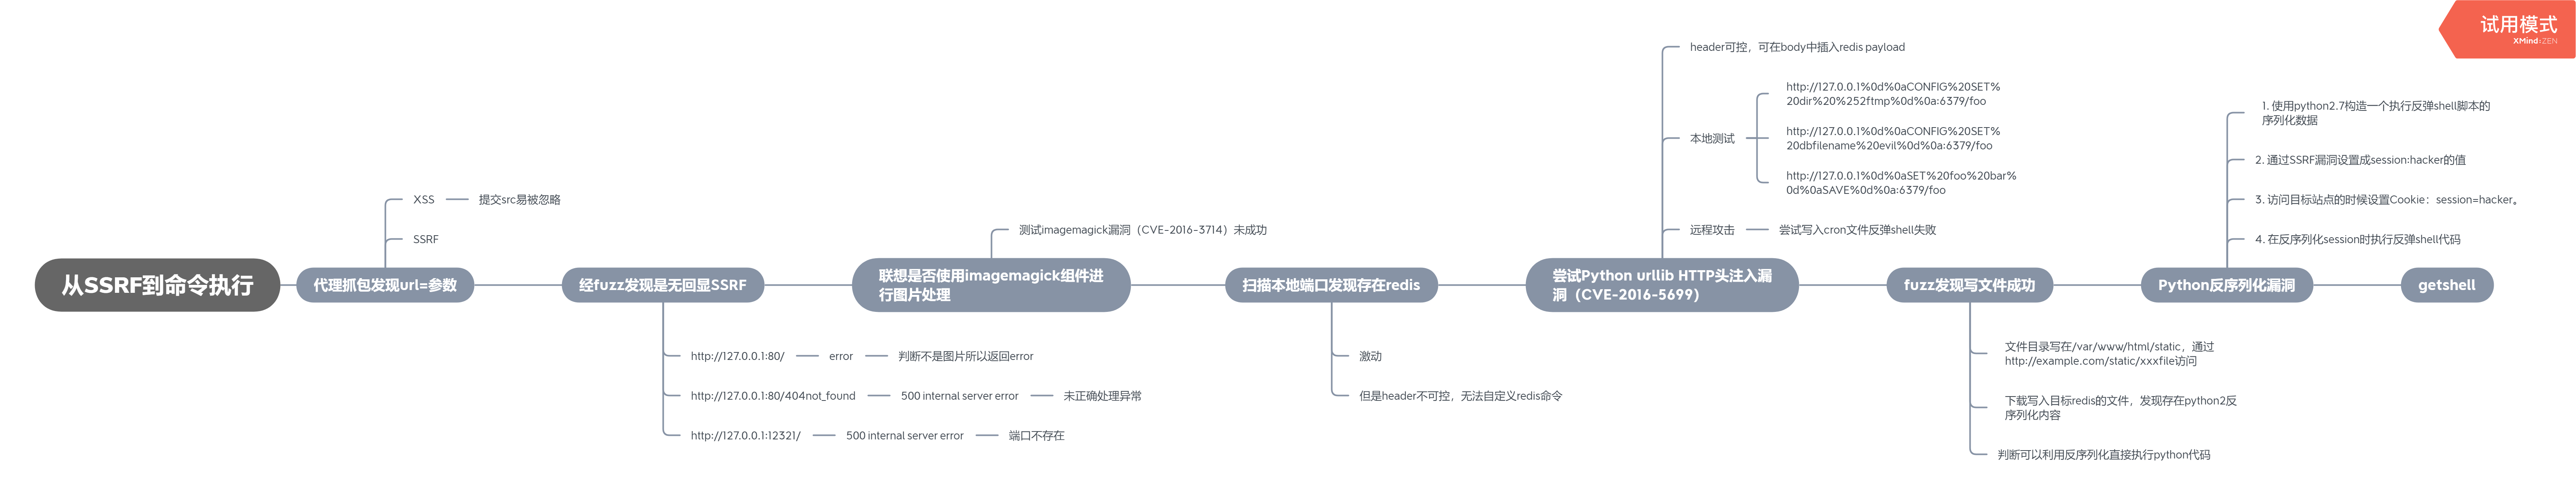 试用模式
XMind:ZEN
从SSRF到命令执行
代理抓包发现url=参数
XSS
提交src易被忽略
SSRF
经fuzz发现是无回显SSRF
http://127.0.0.1:80/
error
判断不是图片所以返回error
http://127.0.0.1:80/404not_found
500 internal server error
未正确处理异常
http://127.0.0.1:12321/
500 internal server error
端口不存在
联想是否使用imagemagick组件进
行图片处理
测试imagemagick漏洞（CVE-2016-3714）未成功
扫描本地端口发现存在redis
激动
但是header不可控，无法自定义redis命令
尝试Python urllib HTTP头注入漏
洞（CVE-2016-5699）
header可控，可在body中插入redis payload
本地测试
http://127.0.0.1%0d%0aCONFIG%20SET%
20dir%20%252ftmp%0d%0a:6379/foo
http://127.0.0.1%0d%0aCONFIG%20SET%
20dbfilename%20evil%0d%0a:6379/foo
http://127.0.0.1%0d%0aSET%20foo%20bar%
0d%0aSAVE%0d%0a:6379/foo
远程攻击
尝试写入cron文件反弹shell失败
fuzz发现写文件成功
文件目录写在/var/www/html/static，通过
http://example.com/static/xxxfile访问
下载写入目标redis的文件，发现存在python2反
序列化内容
判断可以利用反序列化直接执行python代码
Python反序列化漏洞
1. 使用python2.7构造一个执行反弹shell脚本的
序列化数据
2. 通过SSRF漏洞设置成session:hacker的值
3. 访问目标站点的时候设置Cookie：session=hacker。
4. 在反序列化session时执行反弹shell代码
getshell